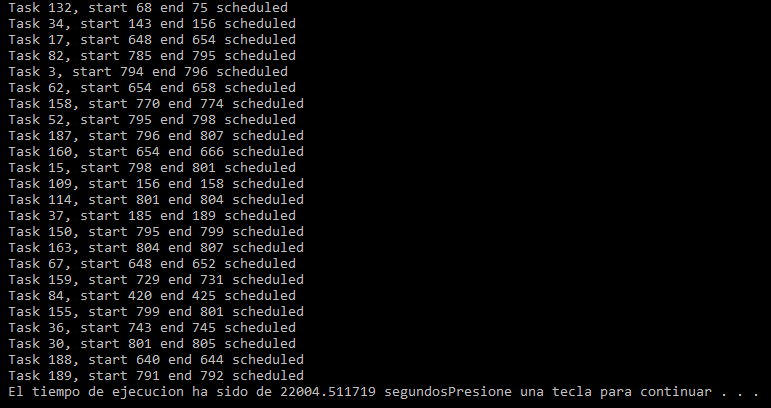 Task 132, start 68 end 75 scheduled
Task 34, start 143 end 156 scheduled
Task 17, start 648 end 654 scheduled
Task 82, start 785 end 795 scheduled
Task 3, start 794 end 796 scheduled
Task 62, start 654 end 658 scheduled
Task 158, start 770 end 774 scheduled
Task 52, start 795 end 798 scheduled
Task 187, start 796 end 807 scheduled
Task 160, start 654 end 666 scheduled
Task 15, start 798 end 801 scheduled
Task 109, start 156 end 158 scheduled
Task 114, start 801 end 804 scheduled
Task 37, start 185 end 189 scheduled
Task 150, start 795 end 799 scheduled
Task 163, start 804 end 807 scheduled
Task 67, start 648 end 652 scheduled
Task 159, start 729 end 731 scheduled
Task 84, start 420 end 425 scheduled
Task 155, start 799 end 801 scheduled
Task 36, start 743 end 745 scheduled
Task 30, start 801 end 805 scheduled
Task 188, start 640 end 644 scheduled
Task 189, start 791 end 792 scheduled
El tiempo de ejecucion ha sido de 22004.511719 segundosPresione una tecla para continuar . . .